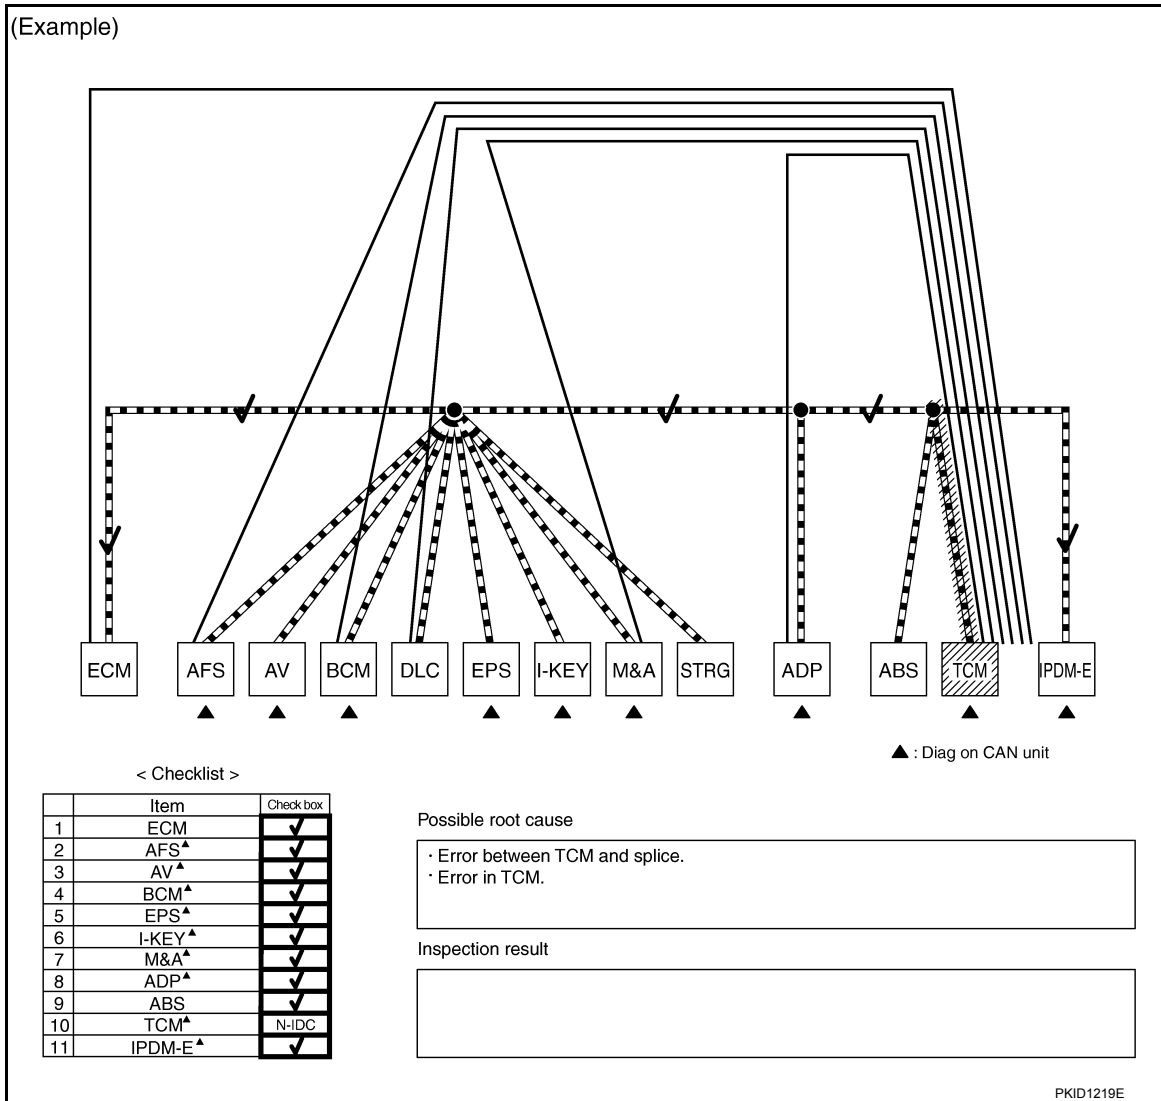 (Example)
ECM AFS AV BCM DLC EPS I-KEY M&A STRG ADP ABS TCM IPDM-E
▲ : Diag on CAN unit
< Checklist >
Item Check box
1 ECM ✓
2 AFS▲ ✓
3 AV▲ ✓
4 BCM▲ ✓
5 EPS▲ ✓
6 I-KEY▲ ✓
7 M&A▲ ✓
8 ADP▲ ✓
9 ABS ✓
10 TCM▲ N-IDC
11 IPDM-E▲ ✓
Possible root cause
· Error between TCM and splice.
· Error in TCM.
Inspection result
PKID1219E